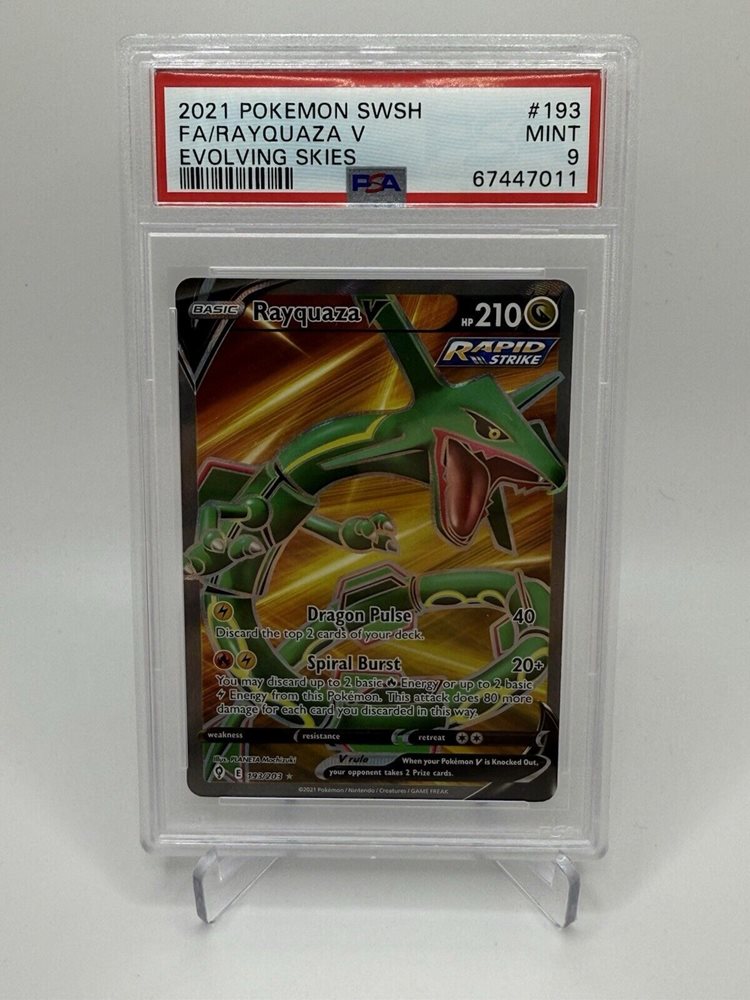 2021 POKEMON SWSH #193
FA/RAYQUAZA V MINT
EVOLVING SKIES 9
PSA 67447011
BASIC Rayquaza V HP 210
RAPID
STRIKE
Dragon Pulse 40
Discard the top 2 cards of your deck.
Spiral Burst 20+
You may discard up to 2 basic Energy or up to 2 basic
Energy from this Pokémon. This attack does 80 more
damage for each card you discarded in this way.
weakness resistance retreat
Illus. PLANETA Mochizuki
V rule When your Pokémon V is Knocked Out,
your opponent takes 2 Prize cards.
E 193/203
©2021 Pokémon / Nintendo / Creatures / GAME FREAK